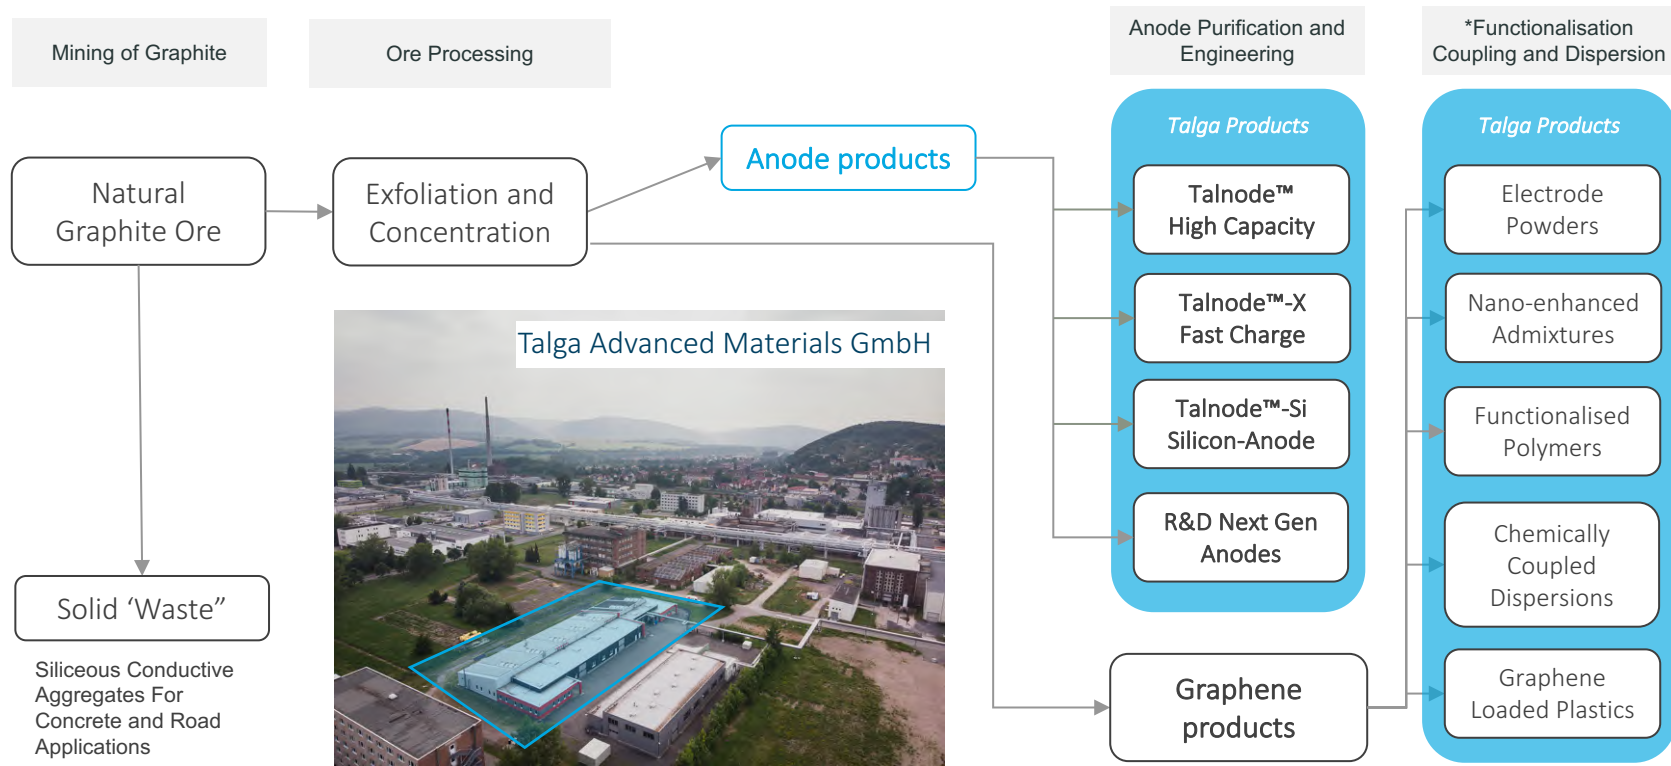 Mining of Graphite
Ore Processing
Anode Purification and
Engineering
*Functionalisation
Coupling and Dispersion
Natural
Graphite Ore
Exfoliation and
Concentration
Anode products
Talga Products
Talnode™
High Capacity
Talnode™-X
Fast Charge
Talnode™-Si
Silicon-Anode
R&D Next Gen
Anodes
Talga Products
Electrode
Powders
Nano-enhanced
Admixtures
Functionalised
Polymers
Chemically
Coupled
Dispersions
Graphene
Loaded Plastics
Talga Advanced Materials GmbH
Solid ‘Waste”
Siliceous Conductive
Aggregates For
Concrete and Road
Applications
Graphene
products